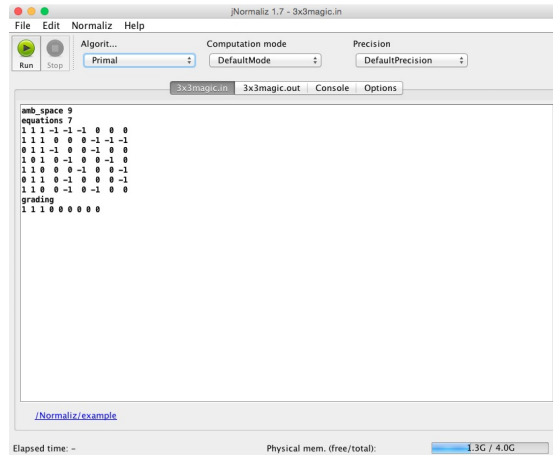 jNormaliz 1.7 - 3x3magic.in
File Edit Normaliz Help
Run Stop Algorit... Computation mode Precision
Primal DefaultMode DefaultPrecision
3x3magic.in 3x3magic.out Console Options
amb_space 9
equations 7
1 1 1 -1 -1 -1 0 0 0
1 1 1 0 0 0 -1 -1 -1
0 1 1 -1 0 0 -1 0 0
1 0 1 0 -1 0 0 -1 0
1 1 0 0 0 -1 0 0 -1
0 1 1 0 -1 0 0 0 -1
1 1 0 0 -1 0 -1 0 0
grading
1 1 1 0 0 0 0 0 0
/Normaliz/example
Elapsed time: – Physical mem. (free/total): 1.3G / 4.0G